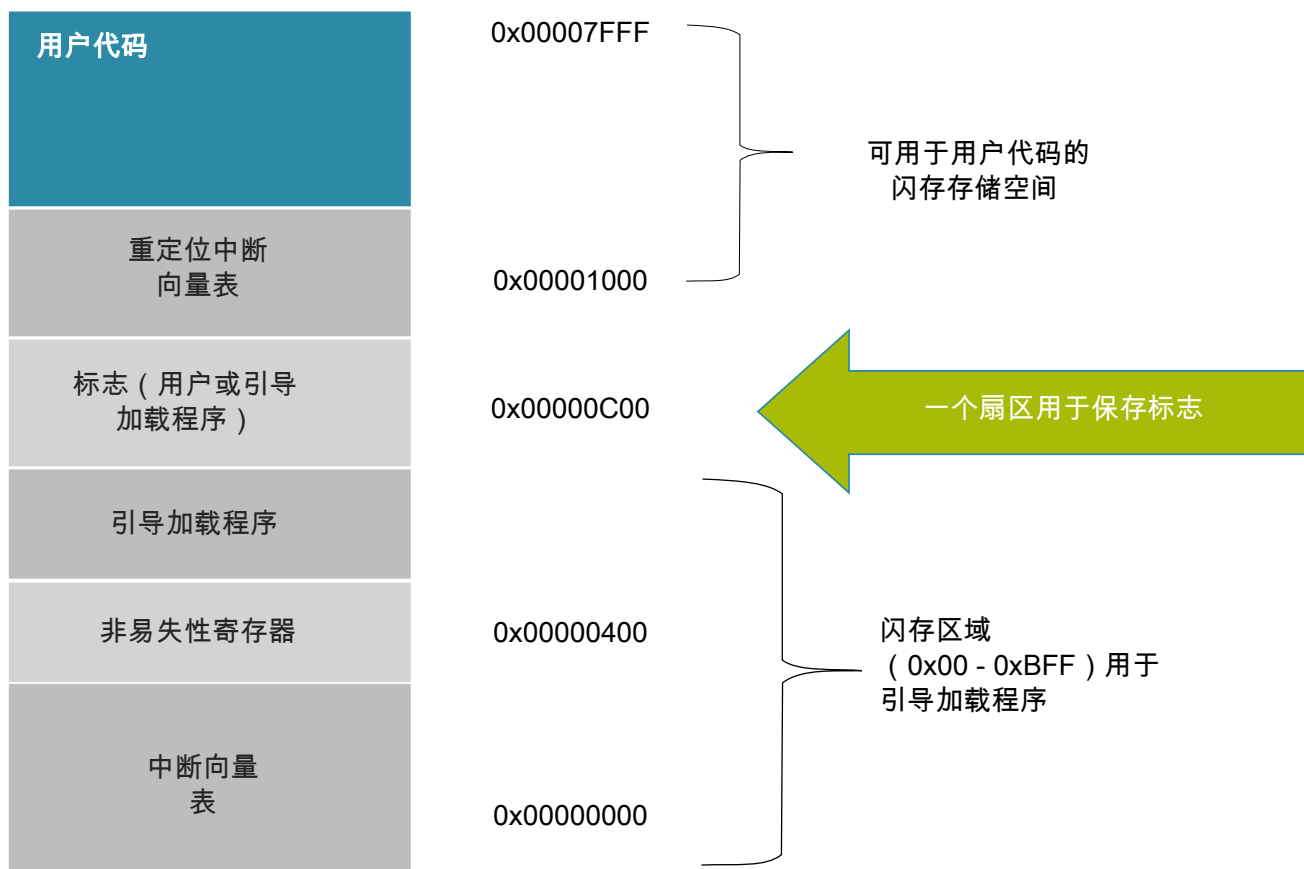 用户代码
0x00007FFF
可用于用户代码的
闪存存储空间
重定位中断
向量表
0x00001000
标志（用户或引导
加载程序）
0x00000C00
一个扇区用于保存标志
引导加载程序
非易失性寄存器
0x00000400
闪存区域
（0x00 - 0xBFF）用于
引导加载程序
中断向量
表
0x00000000